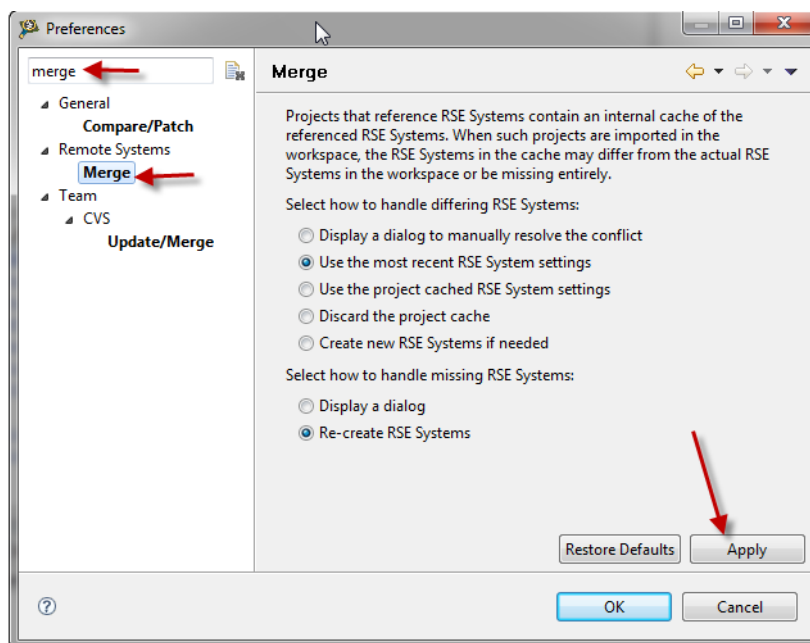 Preferences
merge
General
Compare/Patch
Remote Systems
Merge
Team
CVS
Update/Merge
Merge
Projects that reference RSE Systems contain an internal cache of the
referenced RSE Systems. When such projects are imported in the
workspace, the RSE Systems in the cache may differ from the actual RSE
Systems in the workspace or be missing entirely.
Select how to handle differing RSE Systems:
Display a dialog to manually resolve the conflict
Use the most recent RSE System settings
Use the project cached RSE System settings
Discard the project cache
Create new RSE Systems if needed
Select how to handle missing RSE Systems:
Display a dialog
Re-create RSE Systems
Restore Defaults
Apply
OK
Cancel